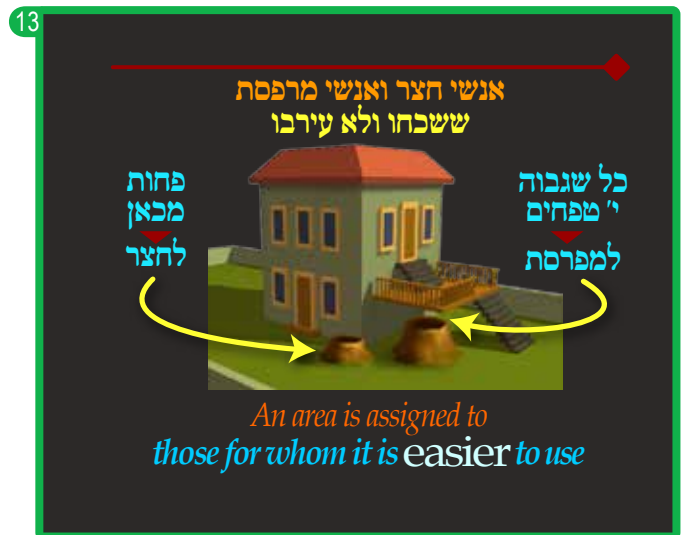 13
אנשי חצר ואנשי מרפסת
ששכחו ולא עירבו
כל שגבוה
י' טפחים
למפרסת
פחות
מכאן
לחצר
An area is assigned to
those for whom it is easier to use